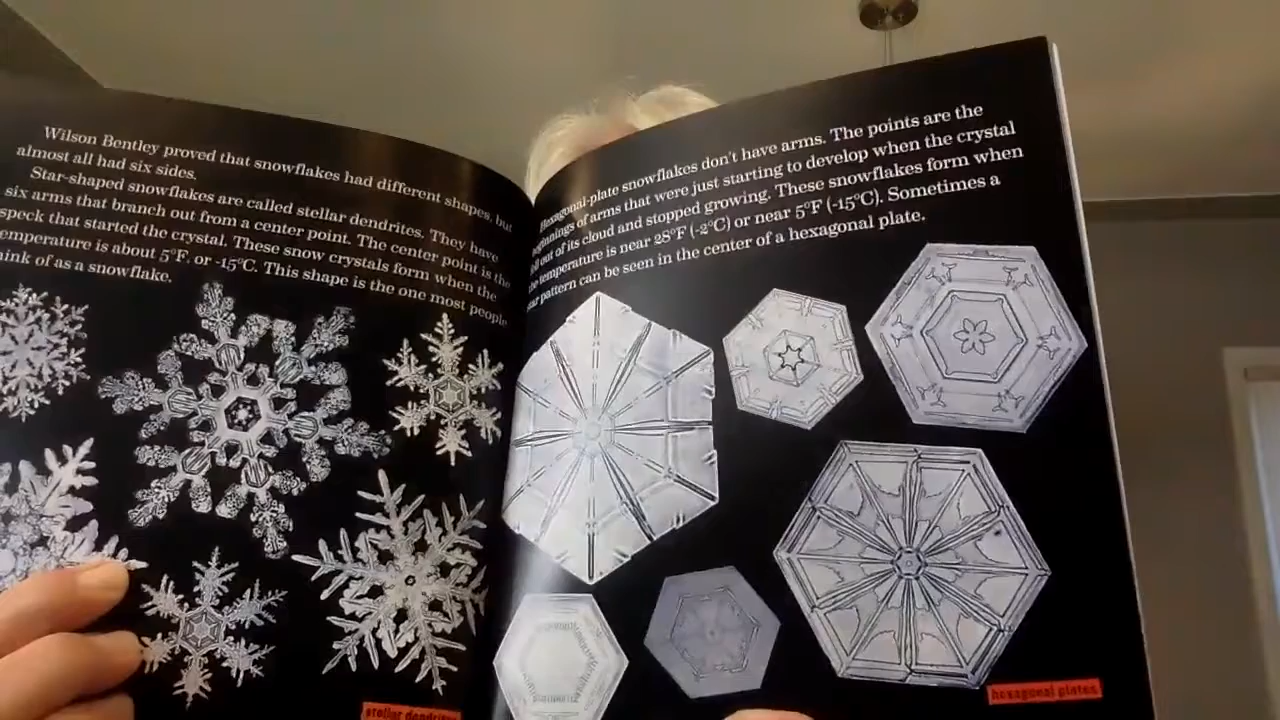 Wilson Bentley proved that snowflakes had different shapes, but
almost all had six sides.
Star-shaped snowflakes are called stellar dendrites. They have
six arms that branch out from a center point. The center point is the
speck that started the crystal. These snow crystals form when the
temperature is about 5°F. or -15°C. This shape is the one most people
think of as a snowflake.
stellar dendrites
Hexagonal-plate snowflakes don't have arms. The points are the
beginnings of arms that were just starting to develop when the crystal
fell out of its cloud and stopped growing. These snowflakes form when
the temperature is near 28°F (-2°C) or near 5°F (-15°C). Sometimes a
star pattern can be seen in the center of a hexagonal plate.
hexagonal plates